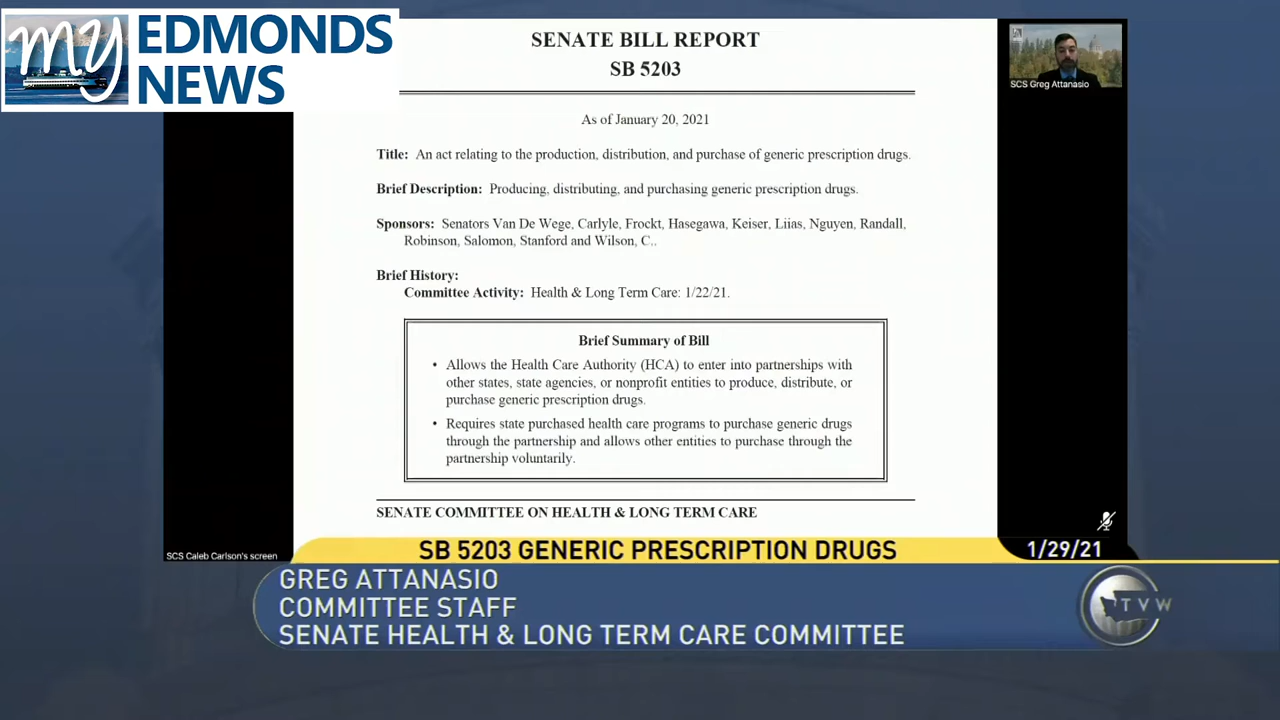 my EDMONDS
NEWS
SENATE BILL REPORT
SB 5203
As of January 20, 2021
Title: An act relating to the production, distribution, and purchase of generic prescription drugs.
Brief Description: Producing, distributing, and purchasing generic prescription drugs.
Sponsors: Senators Van De Wege, Carlyle, Frockt, Hasegawa, Keiser, Liias, Nguyen, Randall,
Robinson, Salomon, Stanford and Wilson, C..
Brief History:
Committee Activity: Health & Long Term Care: 1/22/21.
Brief Summary of Bill
• Allows the Health Care Authority (HCA) to enter into partnerships with
other states, state agencies, or nonprofit entities to produce, distribute, or
purchase generic prescription drugs.
• Requires state purchased health care programs to purchase generic drugs
through the partnership and allows other entities to purchase through the
partnership voluntarily.
SENATE COMMITTEE ON HEALTH & LONG TERM CARE
SCS Greg Attanasio
SCS Caleb Carlson's screen
SB 5203 GENERIC PRESCRIPTION DRUGS
1/29/21
GREG ATTANASIO
COMMITTEE STAFF
SENATE HEALTH & LONG TERM CARE COMMITTEE
TVW